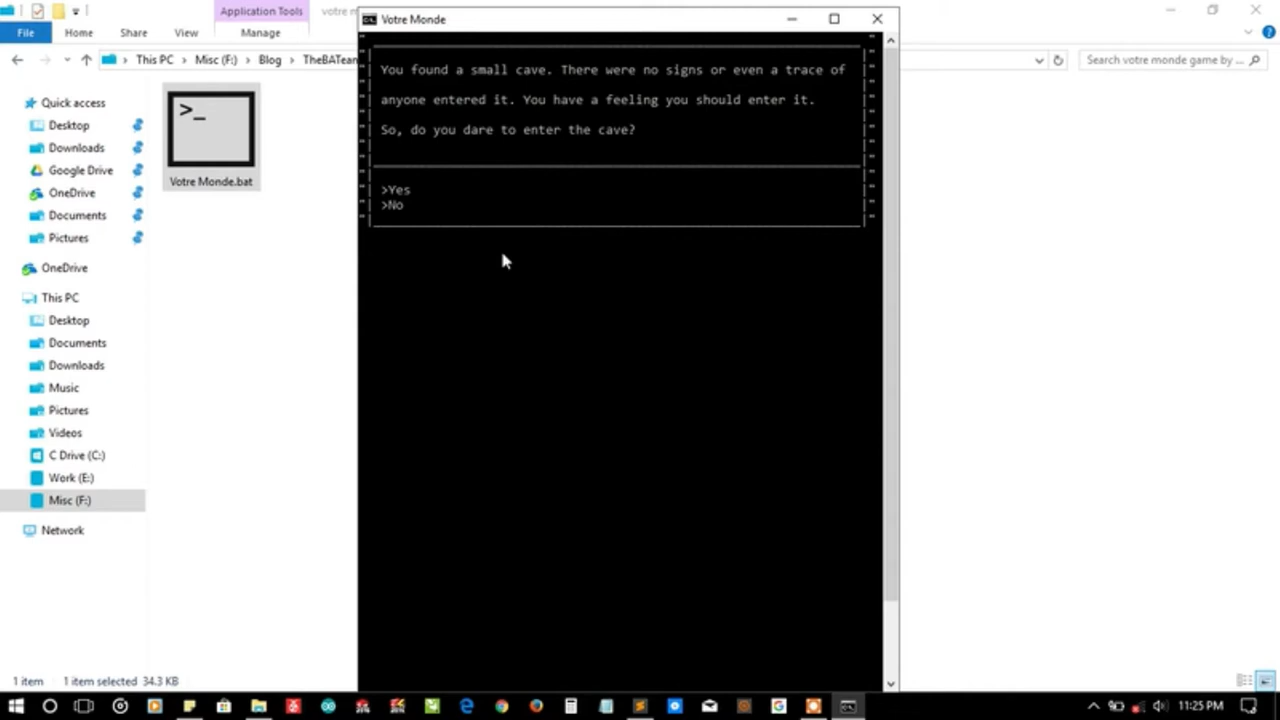 Application Tools
votre m
Votre Monde
File
Home
Share
View
Manage
This PC
Misc (F:)
Blog
Search votre monde game by ...
Quick access
Desktop
Downloads
Google Drive
OneDrive
Documents
Pictures
OneDrive
This PC
Desktop
Documents
Downloads
Music
Pictures
Videos
C Drive (C:)
Work (E:)
Misc (F:)
Network
>_
Votre Monde.bat
You found a small cave. There were no signs or even a trace of
anyone entered it. You have a feeling you should enter it.
So, do you dare to enter the cave?
>Yes
>No
1 item
1 item selected 34.3 KB
11:25 PM